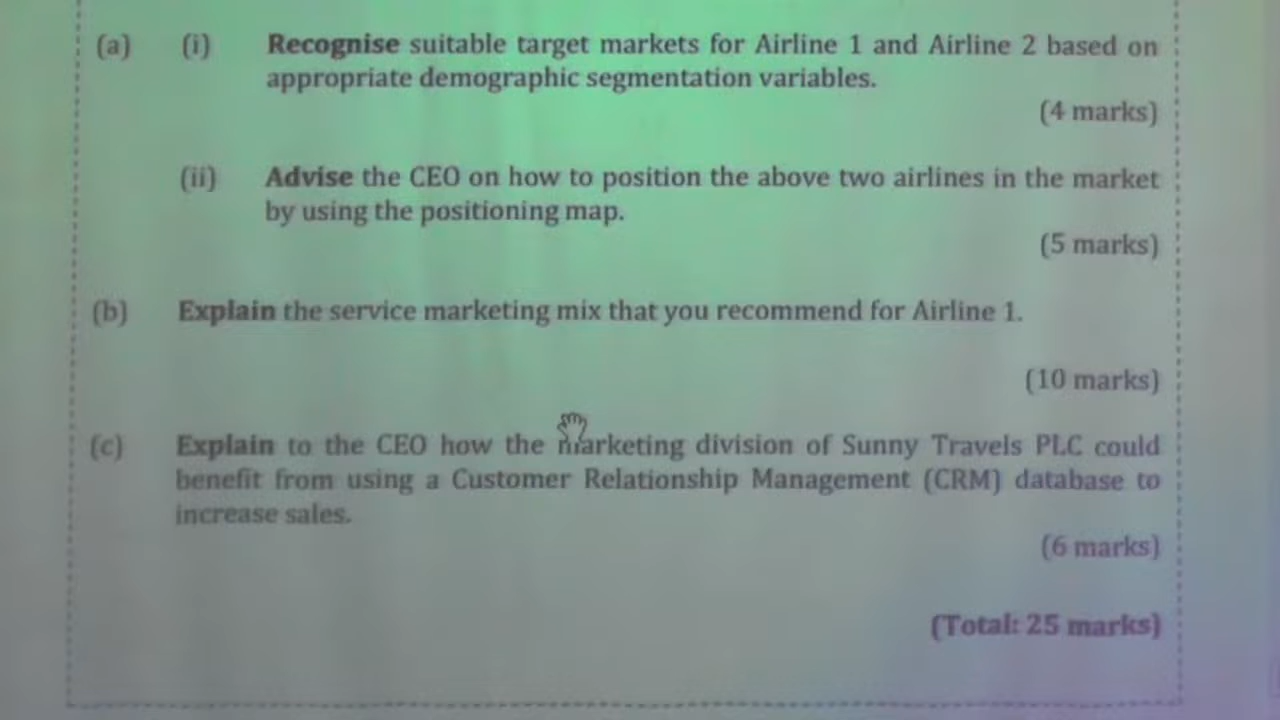 (a) (i) Recognise suitable target markets for Airline 1 and Airline 2 based on
appropriate demographic segmentation variables.
(4 marks)
(ii) Advise the CEO on how to position the above two airlines in the market
by using the positioning map.
(5 marks)
(b) Explain the service marketing mix that you recommend for Airline 1.
(10 marks)
(c) Explain to the CEO how the marketing division of Sunny Travels PLC could
benefit from using a Customer Relationship Management (CRM) database to
increase sales.
(6 marks)
(Total: 25 marks)